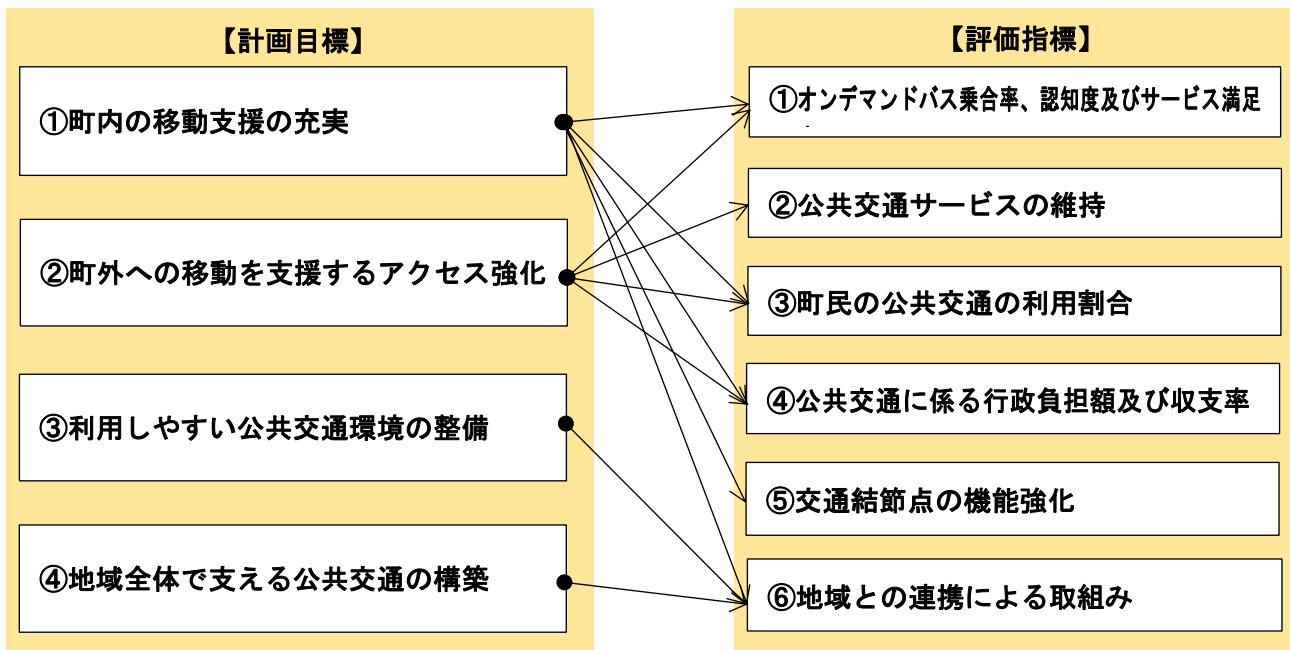 【計画目標】
①町内の移動支援の充実
②町外への移動を支援するアクセス強化
③利用しやすい公共交通環境の整備
④地域全体で支える公共交通の構築
【評価指標】
①オンデマンドバス乗合率、認知度及びサービス満足
②公共交通サービスの維持
③町民の公共交通の利用割合
④公共交通に係る行政負担額及び収支率
⑤交通結節点の機能強化
⑥地域との連携による取組み